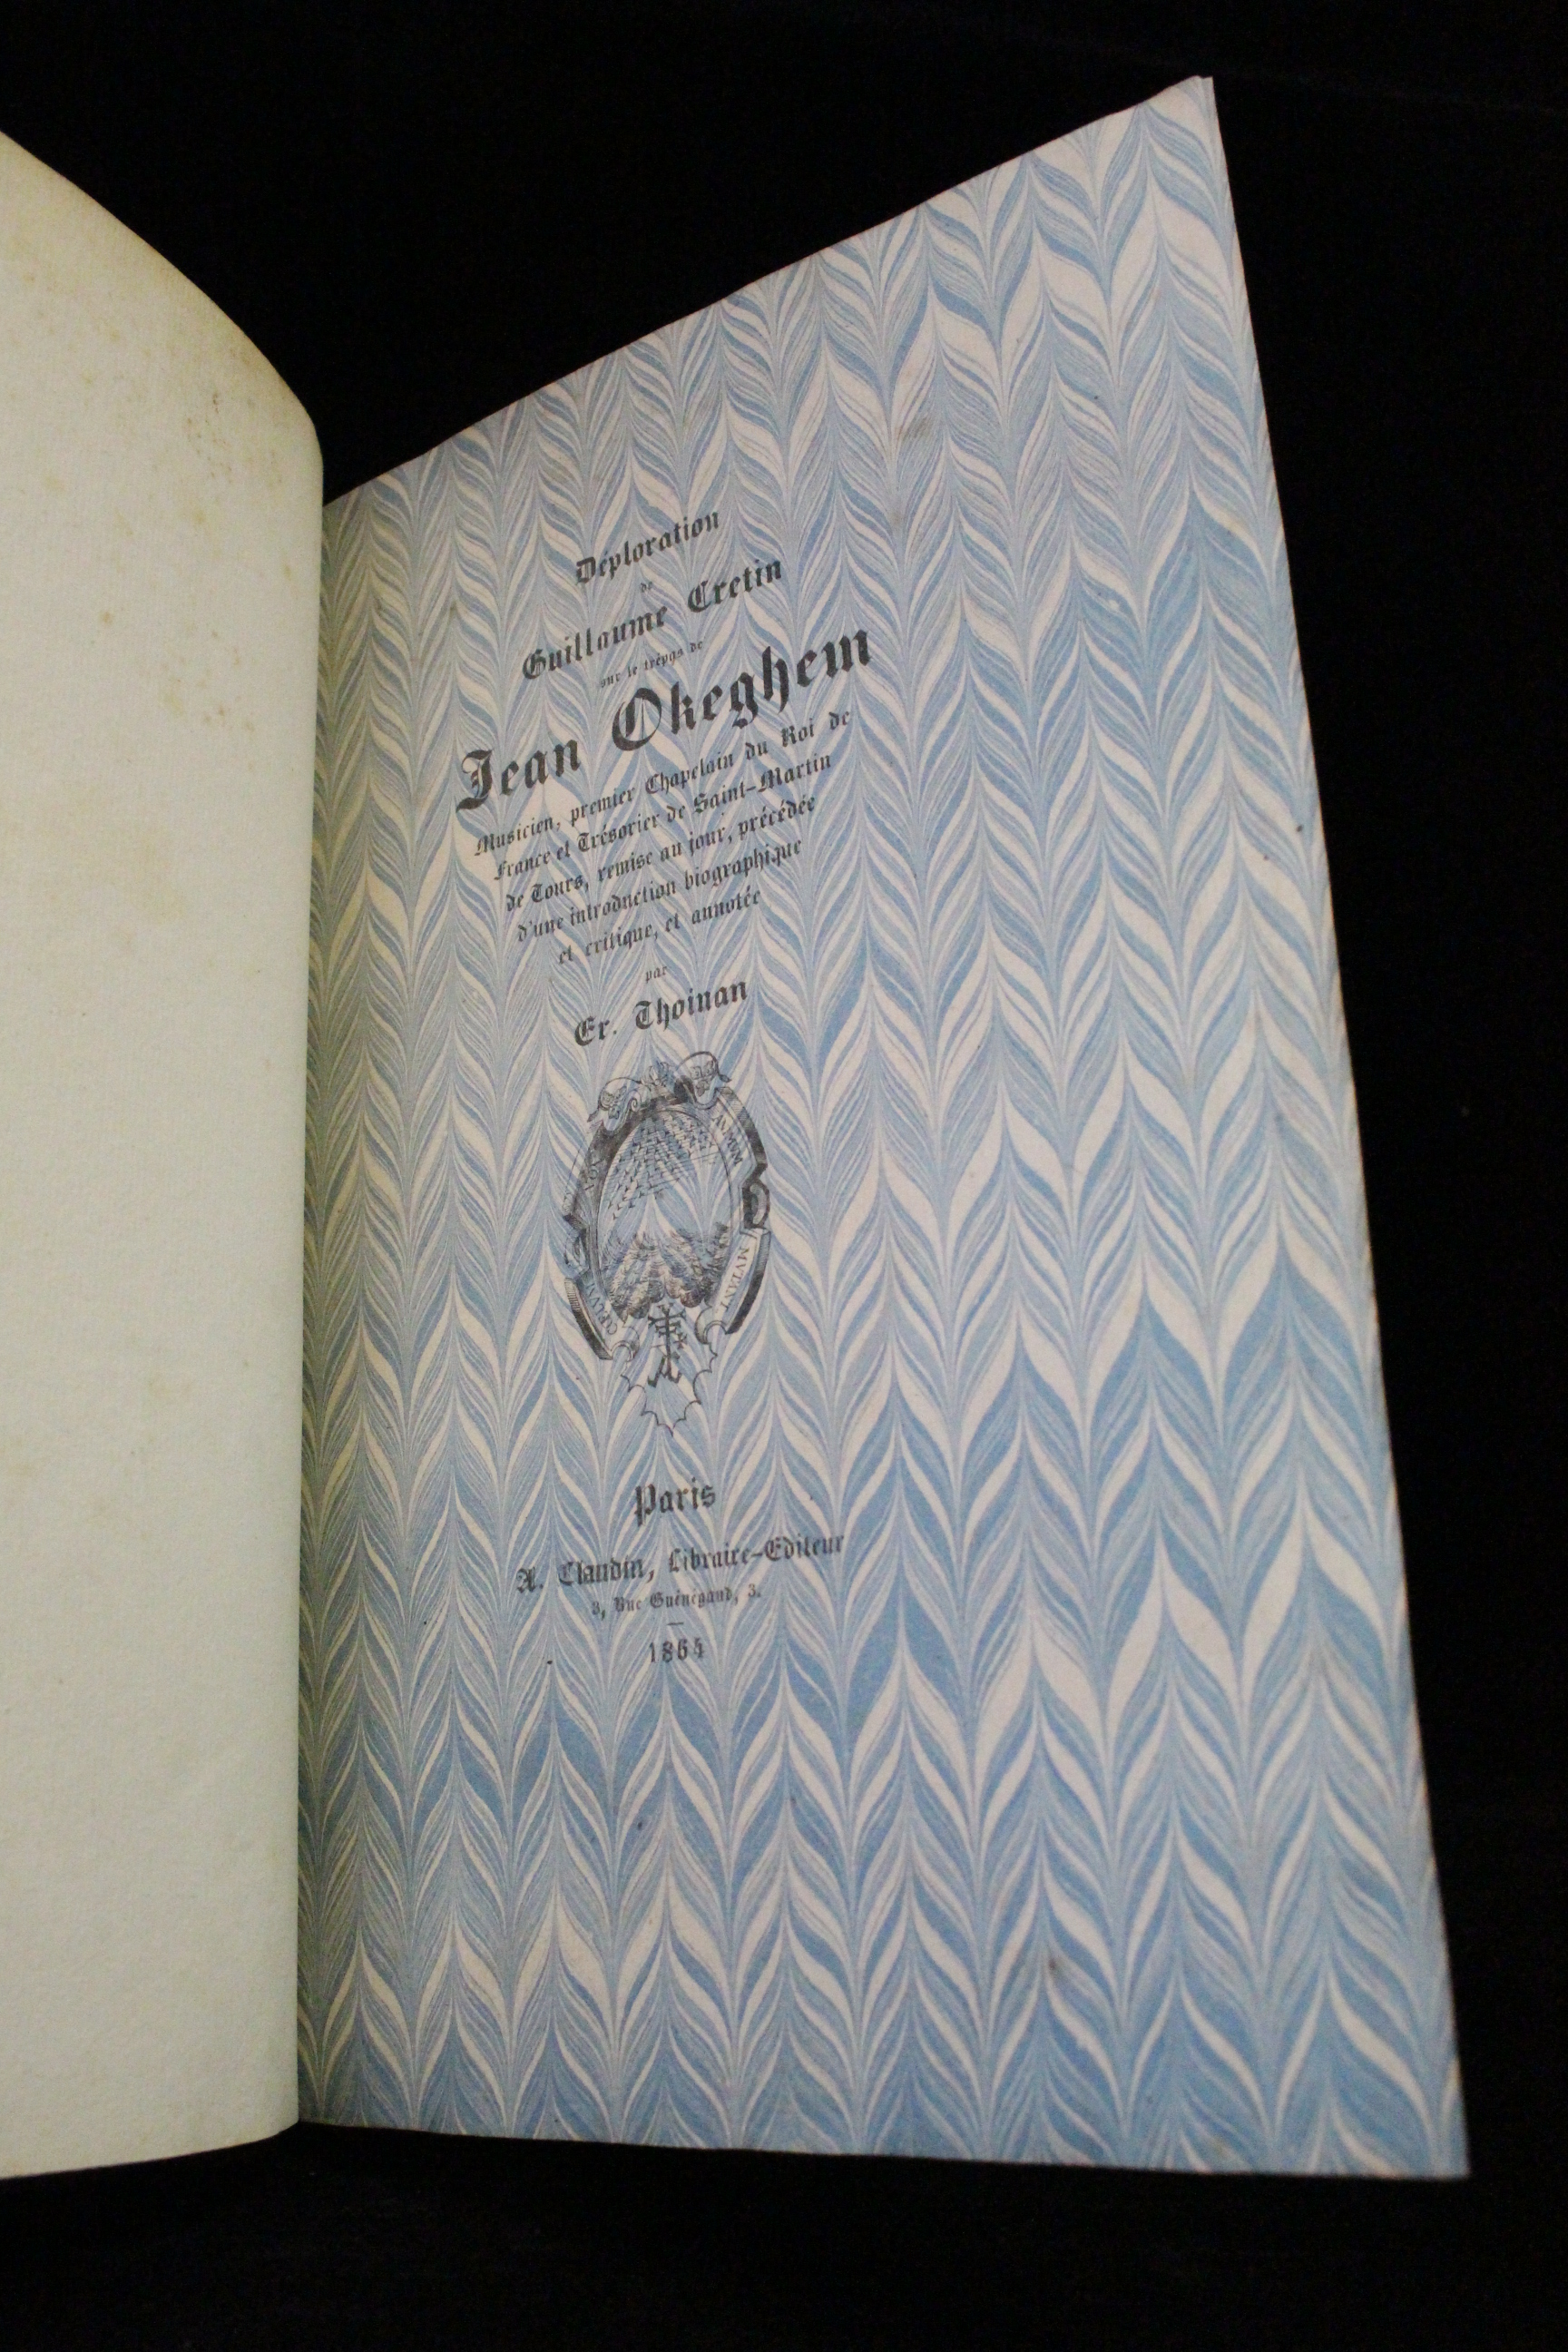 Déploration
de
Guillaume Cretin
sur le trépas de
Jean Okeghem
Musicien, premier Chapelain du Roi de
France et Trésorier de Saint-Martin
de Tours, remise au jour, précédée
d'une introduction biographique
et critique, et annotée
par
Er. Thoinan
ANIMUM
MVTANT
Paris
A. Claudin, Libraire-Editeur
3, Rue Guénégaud, 3.
1864